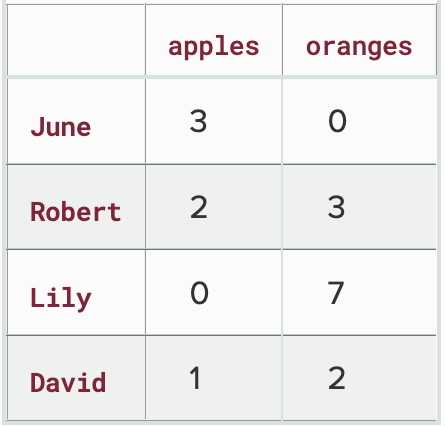 apples oranges
June 3 0
Robert 2 3
Lily 0 7
David 1 2